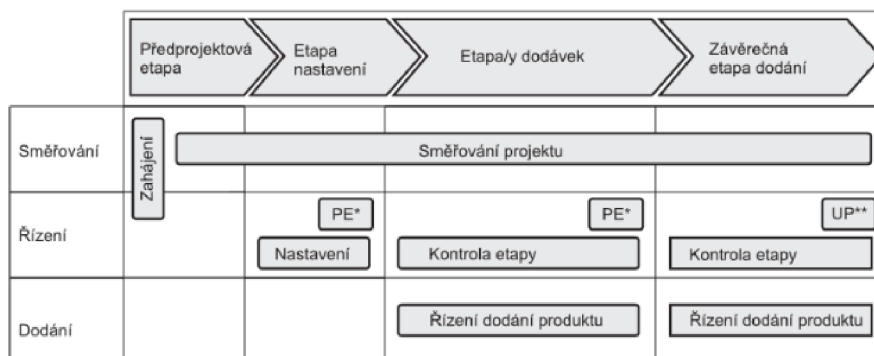 Předprojektová
etapa
Etapa
nastavení
Etapa/y dodávek
Závěrečná
etapa dodání
Směřování
Zahájení
Směřování projektu
Řízení
PE*
PE*
UP**
Nastavení
Kontrola etapy
Kontrola etapy
Dodání
Řízení dodání produktu
Řízení dodání produktu